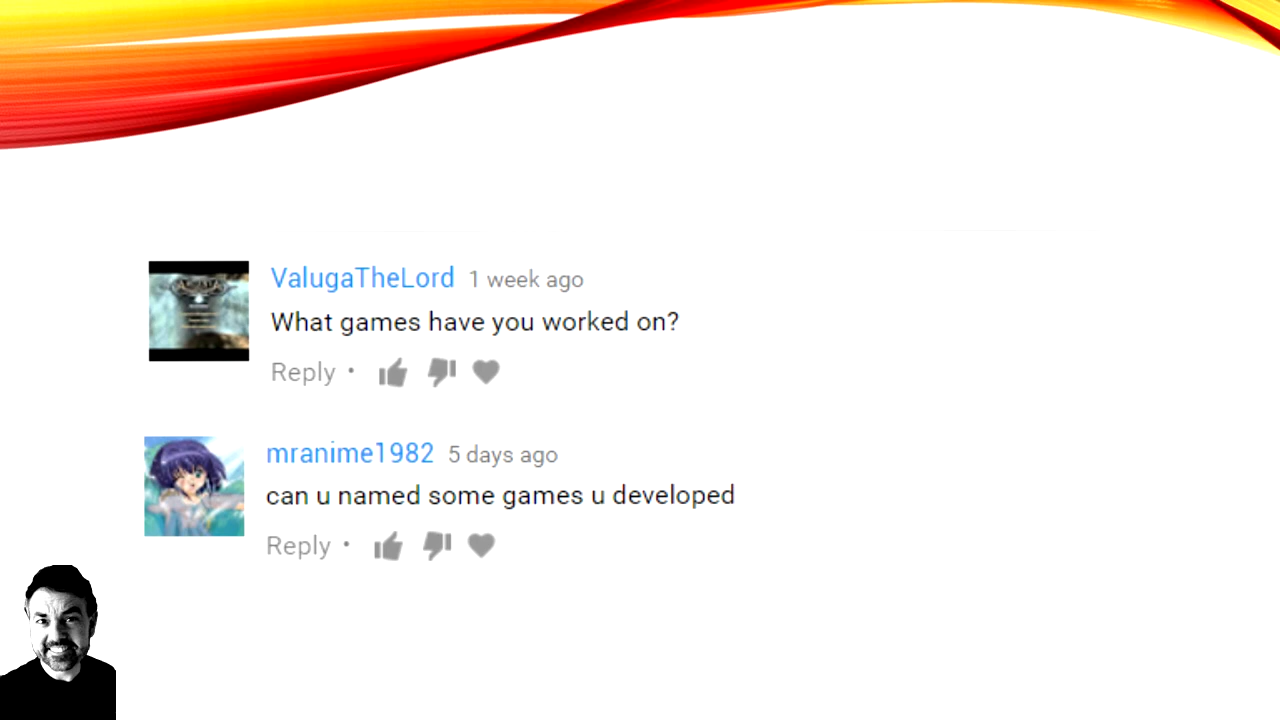 ValugaTheLord 1 week ago
What games have you worked on?
Reply •
mranime1982 5 days ago
can u named some games u developed
Reply •